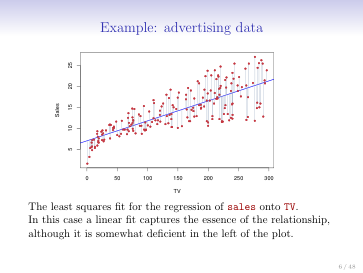 Example: advertising data
25
20
15
10
5
Sales
0 50 100 150 200 250 300
TV
The least squares fit for the regression of sales onto TV.
In this case a linear fit captures the essence of the relationship,
although it is somewhat deficient in the left of the plot.
6 / 48